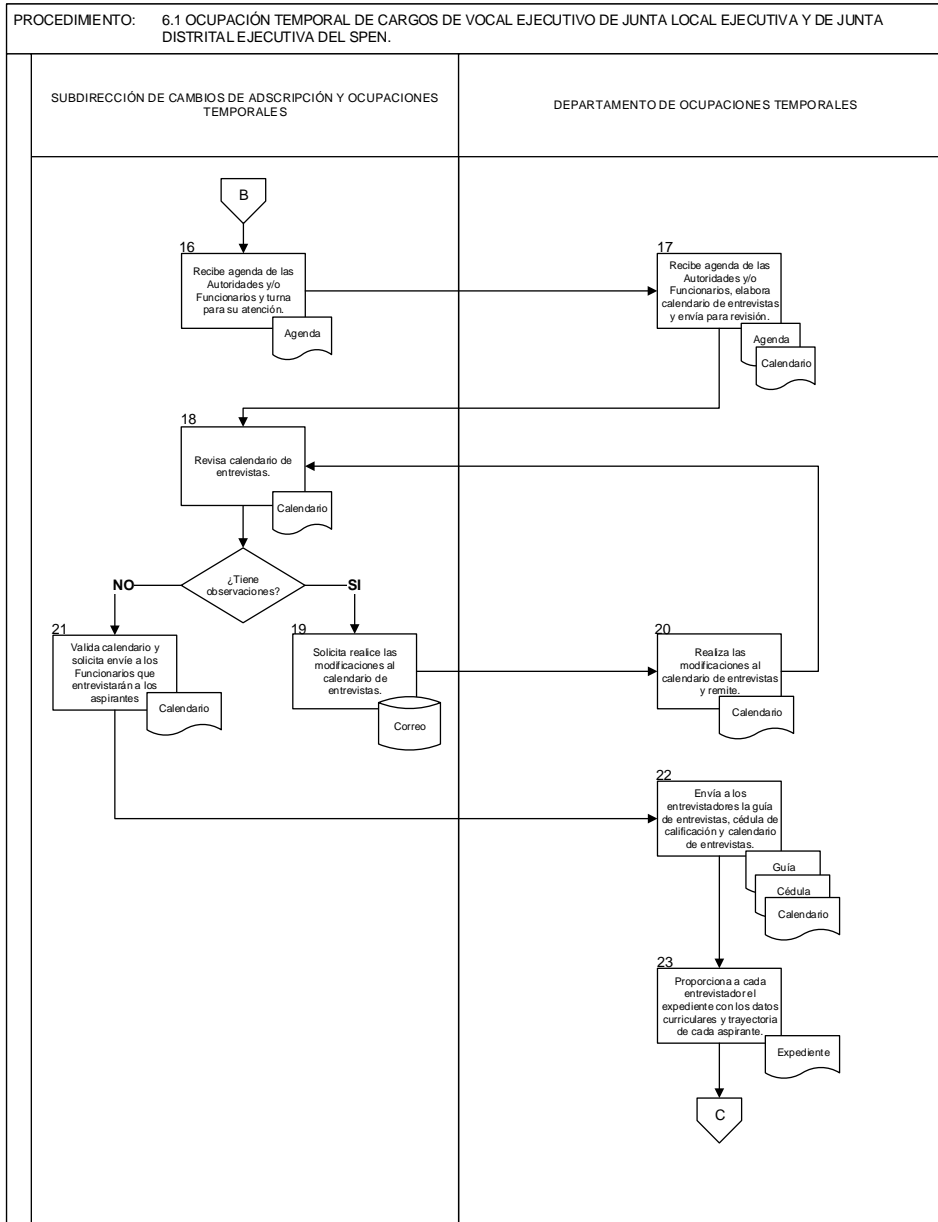 PROCEDIMIENTO: 6.1 OCUPACIÓN TEMPORAL DE CARGOS DE VOCAL EJECUTIVO DE JUNTA LOCAL EJECUTIVA Y DE JUNTA
DISTRITAL EJECUTIVA DEL SPEN.
SUBDIRECCIÓN DE CAMBIOS DE ADSCRIPCIÓN Y OCUPACIONES
TEMPORALES
DEPARTAMENTO DE OCUPACIONES TEMPORALES
B
16
Recibe agenda de las
Autoridades y/o
Funcionarios y turna
para su atención.
Agenda
17
Recibe agenda de las
Autoridades y/o
Funcionarios, elabora
calendario de entrevistas
y envía para revisión.
Agenda
Calendario
18
Revisa calendario de
entrevistas.
Calendario
¿Tiene
observaciones?
NO
SI
21
Valida calendario y
solicita envíe a los
Funcionarios que
entrevistarán a los
aspirantes
Calendario
19
Solicita realice las
modificaciones al
calendario de
entrevistas.
Correo
20
Realiza las
modificaciones al
calendario de entrevistas
y remite.
Calendario
22
Envía a los
entrevistadores la guía
de entrevistas, cédula de
calificación y calendario
de entrevistas.
Guía
Cédula
Calendario
23
Proporciona a cada
entrevistador el
expediente con los datos
curriculares y trayectoria
de cada aspirante.
Expediente
C